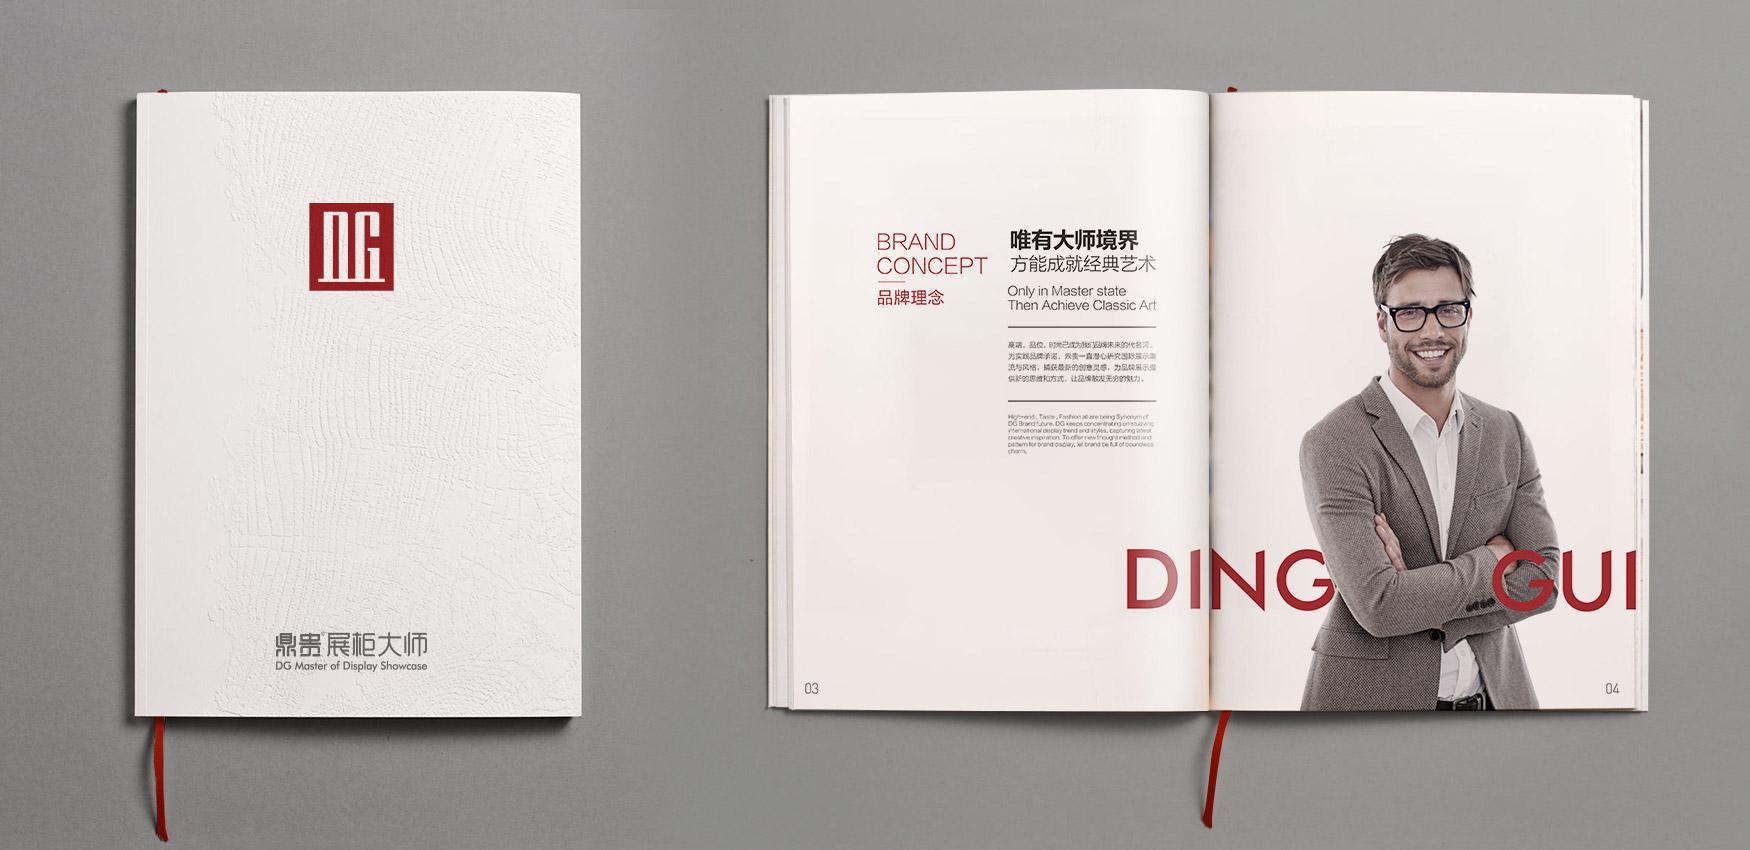 DG
鼎贵®展柜大师
DG Master of Display Showcase
BRAND
CONCEPT
品牌理念
唯有大师境界
方能成就经典艺术
Only in Master state
Then Achieve Classic Art
高端，品位，时尚已成为我们品牌未来的代名词，
为实践品牌承诺，鼎贵一直潜心研究国际展示潮
流与风格，捕获最新的创意灵感，为品牌展示提
供新的思维和方式，让品牌散发无穷的魅力。
High-end , Taste , Fashion all are being Synonym of
DG Brand future. DG keeps concentrating on studying
international display trend and styles, capturing latest
creative inspiration. To offer new thought method and
pattern for brand display, let brand be full of boundless
charm.
DING GUI
03
04